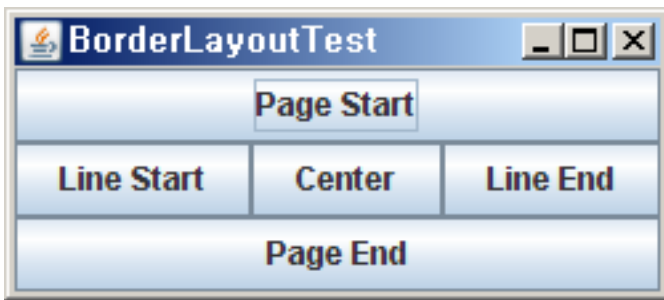 BorderLayoutTest
Page Start
Line Start Center Line End
Page End